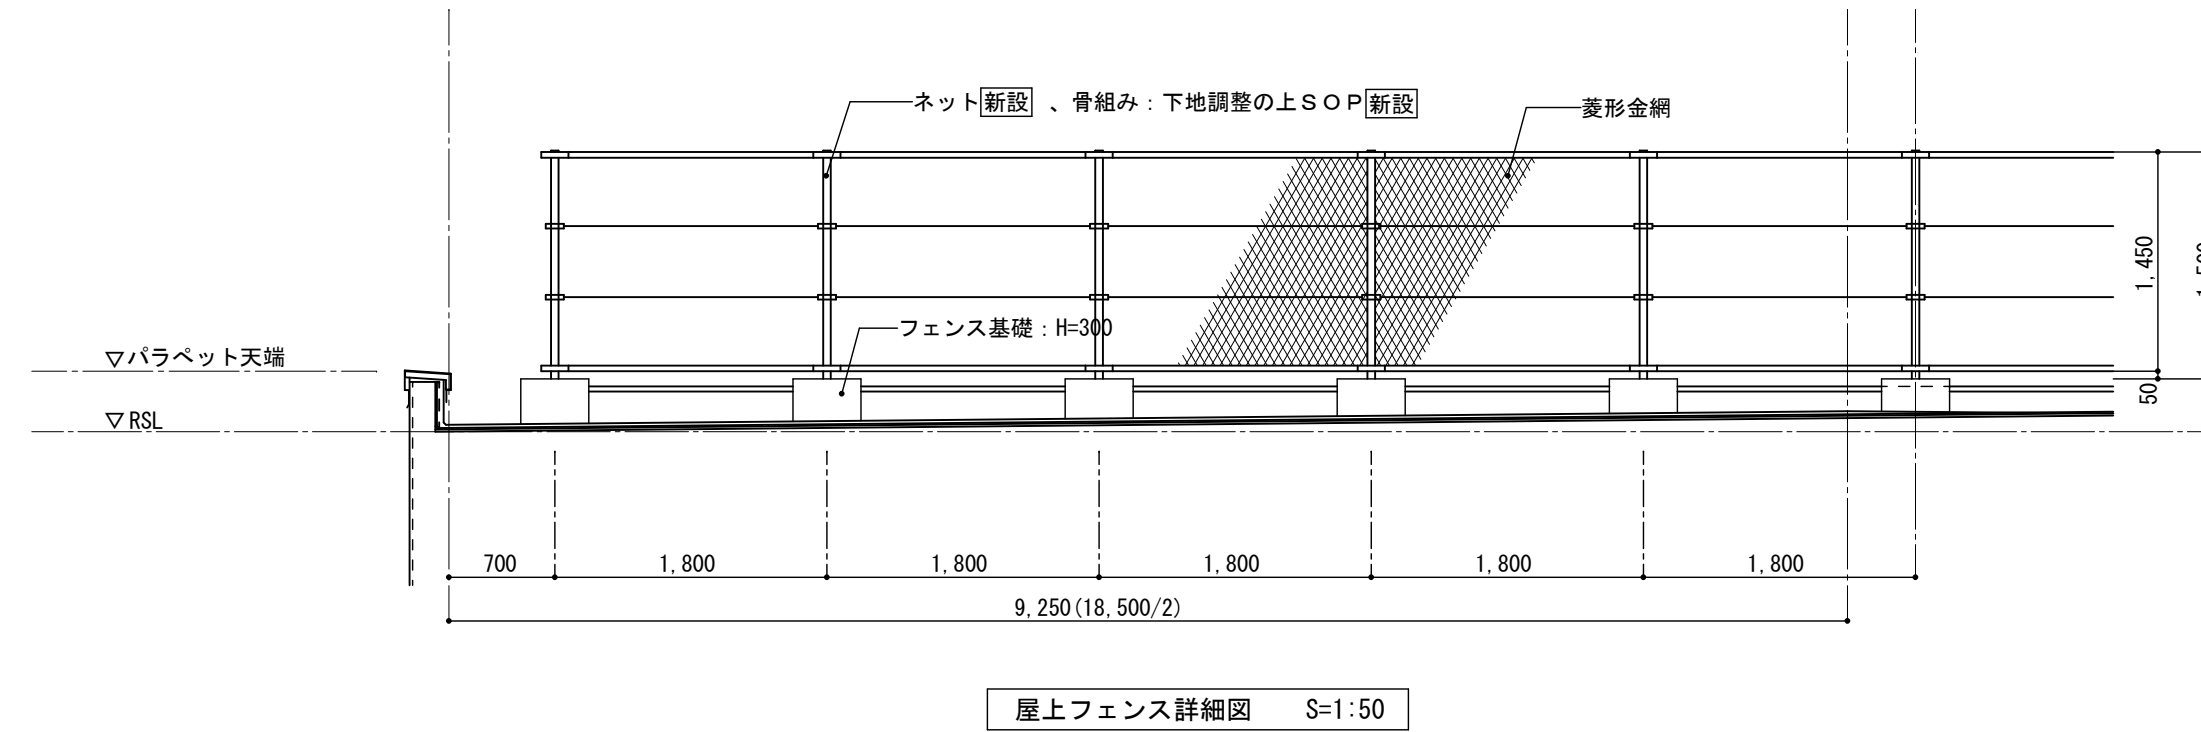 ネット新設、骨組み：下地調整の上ＳＯＰ新設
菱形金網
1,450
フェンス基礎：H=300
▽パラペット天端
50
▽RSL
700 1,800 1,800 1,800 1,800 1,800
9,250(18,500/2)
屋上フェンス詳細図 S=1:50